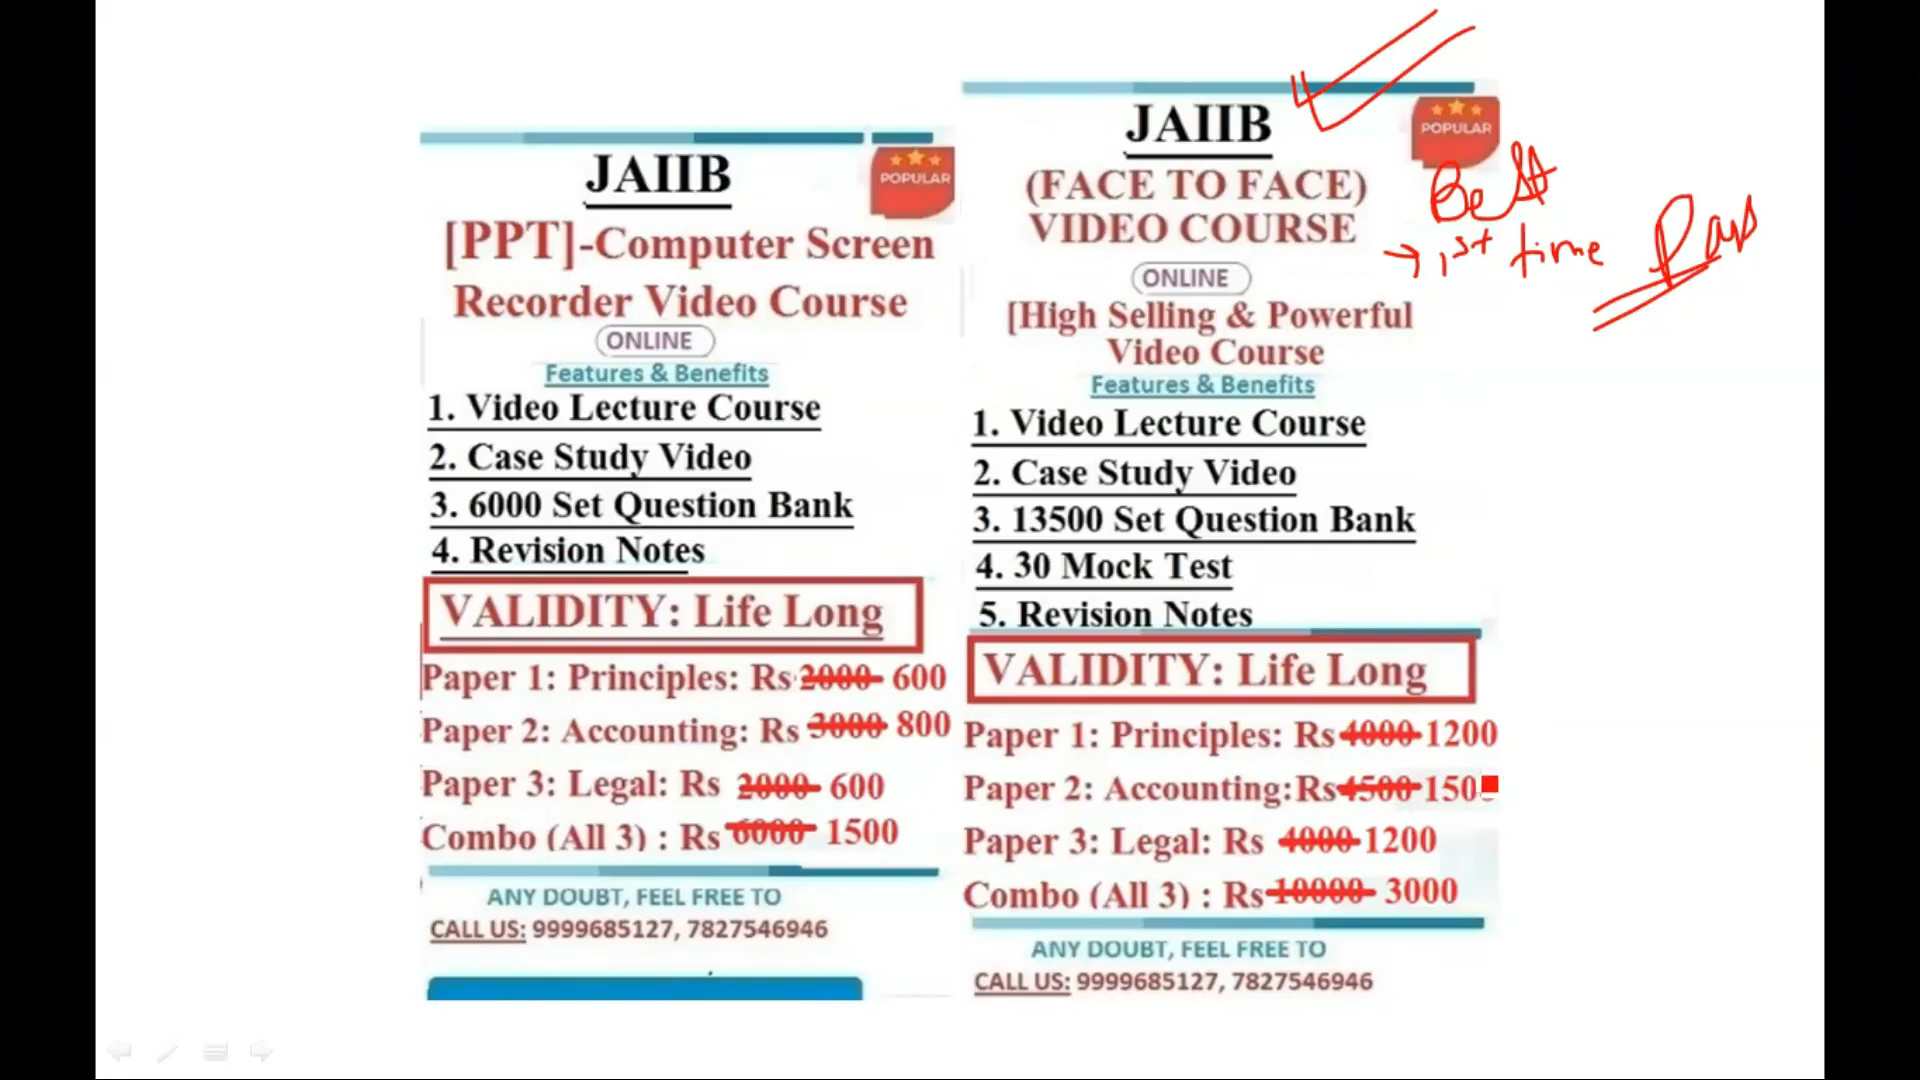 JAIIB
POPULAR
[PPT]-Computer Screen
Recorder Video Course
ONLINE
Features & Benefits
1. Video Lecture Course
2. Case Study Video
3. 6000 Set Question Bank
4. Revision Notes
VALIDITY: Life Long
Paper 1: Principles: Rs 2000 600
Paper 2: Accounting: Rs 3000 800
Paper 3: Legal: Rs 2000 600
Combo (All 3) : Rs 6000 1500
ANY DOUBT, FEEL FREE TO
CALL US: 9999685127, 7827546946
JAIIB
POPULAR
(FACE TO FACE)
VIDEO COURSE
ONLINE
[High Selling & Powerful
Video Course
Features & Benefits
1. Video Lecture Course
2. Case Study Video
3. 13500 Set Question Bank
4. 30 Mock Test
5. Revision Notes
VALIDITY: Life Long
Paper 1: Principles: Rs 4000 1200
Paper 2: Accounting: Rs 4500
Paper 3: Legal: Rs 4000 1200
Combo (All 3) : Rs 10000 3000
ANY DOUBT, FEEL FREE TO
CALL US: 9999685127, 7827546946
Best
→ 1st time Pass